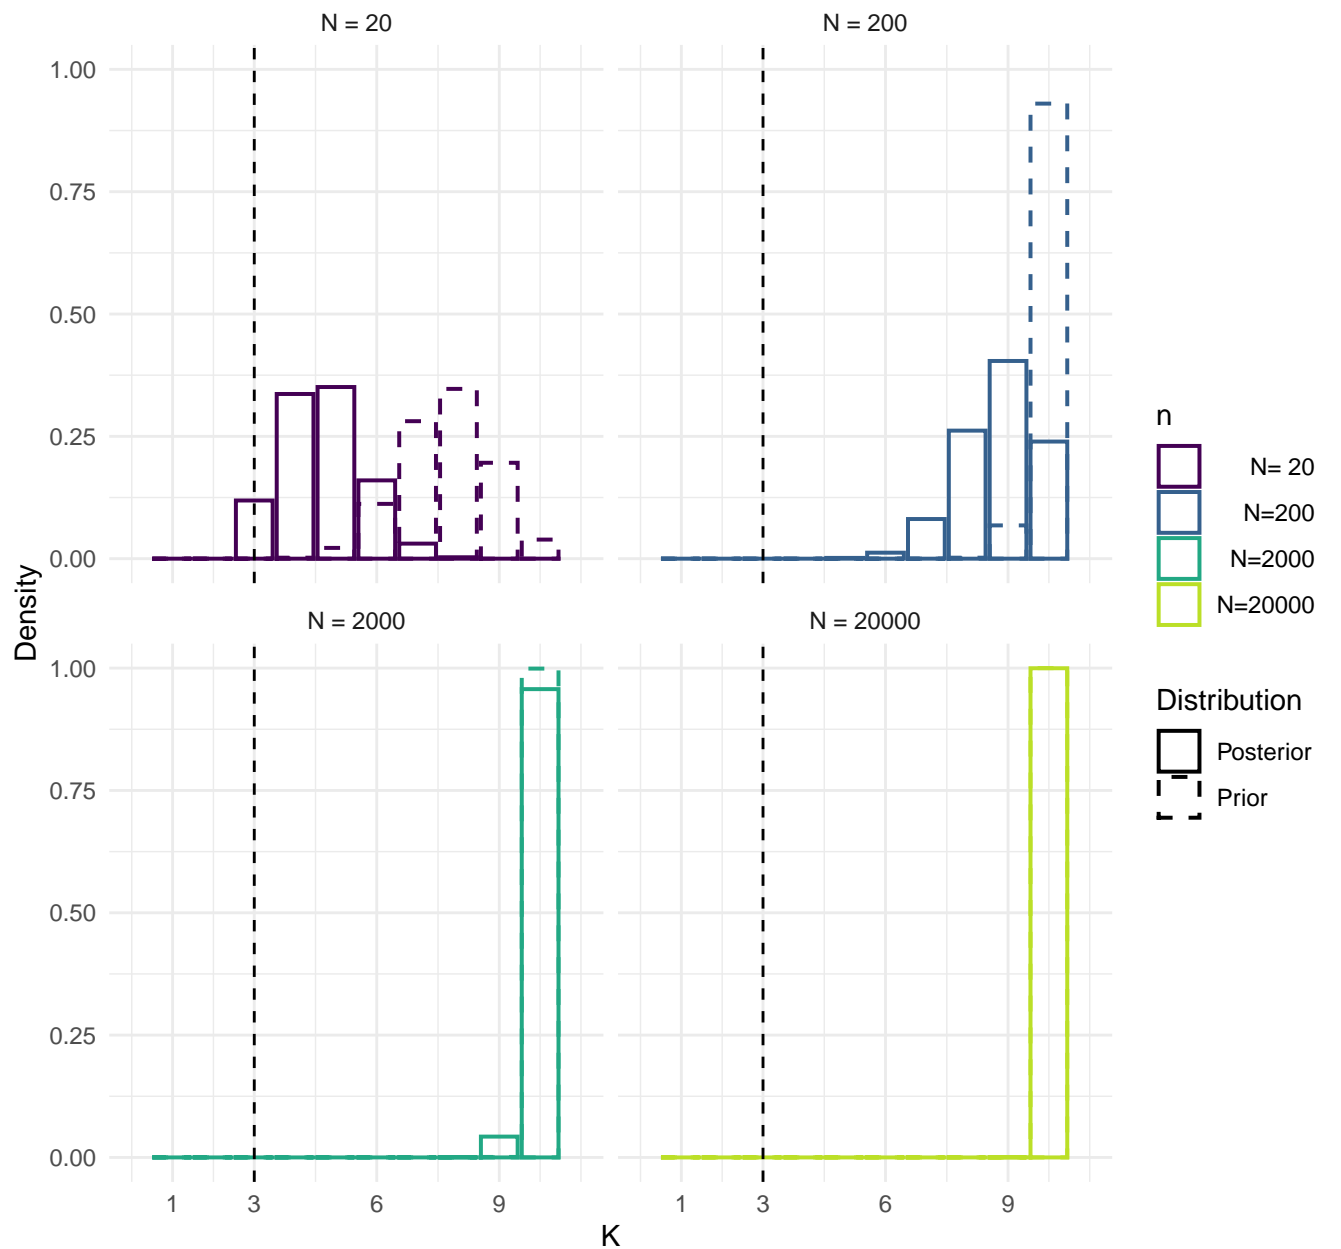 N = 20
N = 200
1.00
0.75
0.50
0.25
0.00
N = 2000
N = 20000
1.00
0.75
0.50
0.25
0.00
1 3 6 9
1 3 6 9
K
Density
n
N= 20
N=200
N=2000
N=20000
Distribution
Posterior
Prior